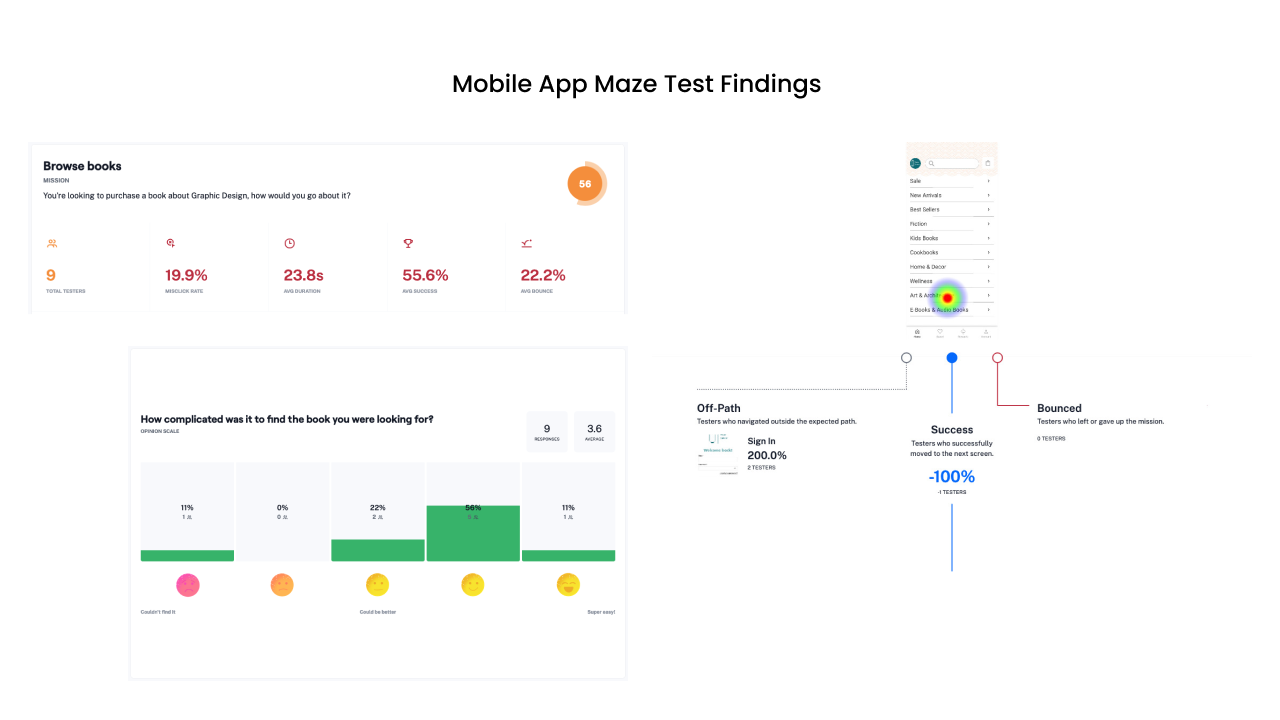 Mobile App Maze Test Findings
Browse books
MISSION
You're looking to purchase a book about Graphic Design, how would you go about it?
56
9
TOTAL TESTERS
19.9%
MISCLICK RATE
23.8s
AVG DURATION
55.6%
AVG SUCCESS
22.2%
AVG BOUNCE
How complicated was it to find the book you were looking for?
OPINION SCALE
9
RESPONSES
3.6
AVERAGE
11%
1
0%
0
22%
2
56%
5
11%
1
Couldn't find it
Could be better
Super easy!
Sale
New Arrivals
Best Sellers
Fiction
Kids Books
Cookbooks
Home & Decor
Wellness
Art &
E-Books & Audio Books
Off-Path
Testers who navigated outside the expected path.
Welcome back!
Sign In
200.0%
2 TESTERS
Success
Testers who successfully
moved to the next screen.
-100%
-1 TESTERS
Bounced
Testers who left or gave up the mission.
0 TESTERS